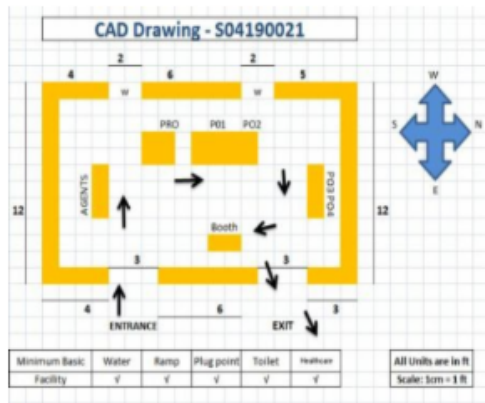 CAD Drawing - S04190021
2 2
4 6 5
W W
W
S N
E
PRO P01 PO2
AGENTS
PO3 PO4
12 12
Booth
3 3
4 6 3
ENTRANCE EXIT
Minimum Basic Water Ramp Plug point Toilet Healthcare
Facility √ √ √ √ √
All Units are in ft
Scale: 1cm = 1 ft